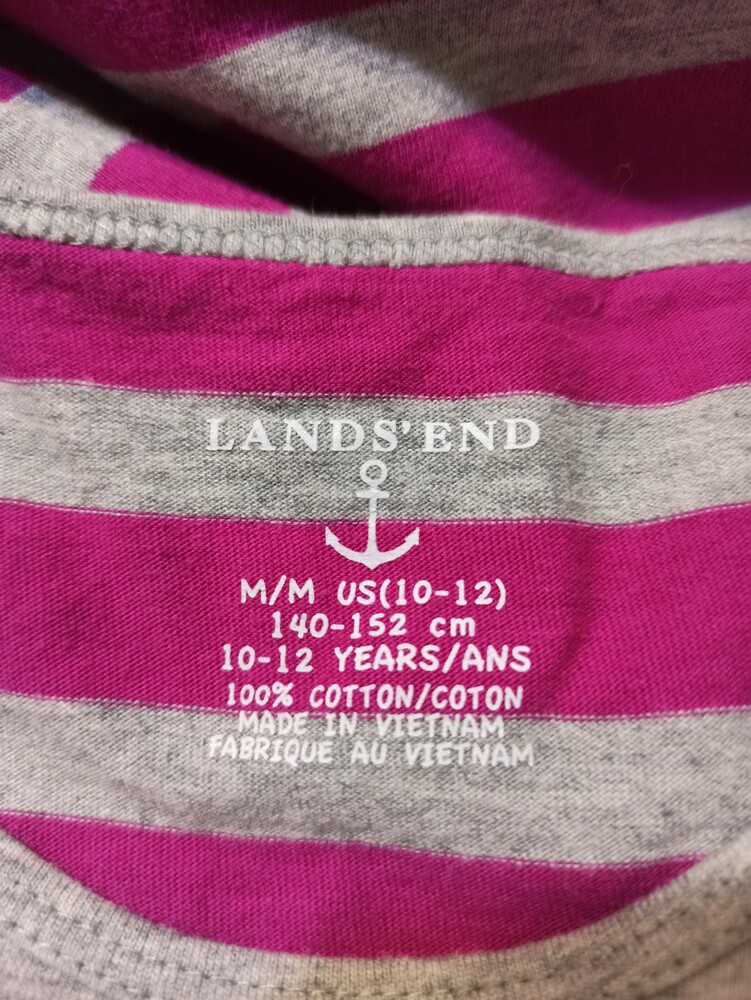 LANDS' END
M/M US(10-12)
140-152 cm
10-12 YEARS/ANS
100% COTTON/COTON
MADE IN VIETNAM
FABRIQUE AU VIETNAM